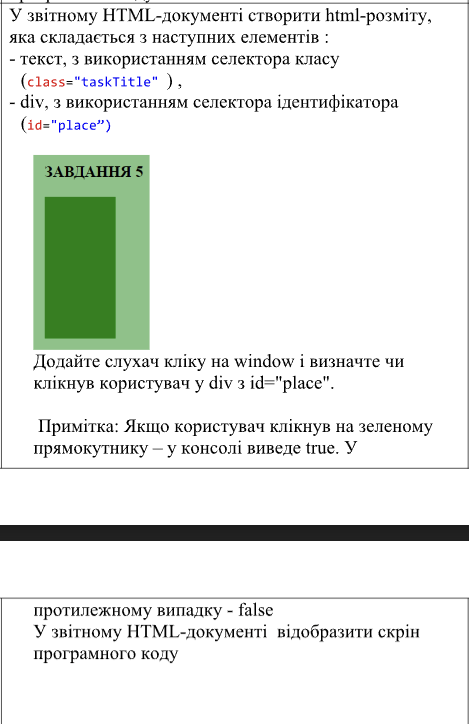 У звітному HTML-документі створити html-розміту,
яка складається з наступних елементів :
- текст, з використанням селектора класу
(class="taskTitle" ) ,
- div, з використанням селектора ідентифікатора
(id="place”)
ЗАВДАННЯ 5
Додайте слухач кліку на window і визначте чи
клікнув користувач у div з id="place".
Примітка: Якщо користувач клікнув на зеленому
прямокутнику – у консолі виведе true. У
протилежному випадку - false
У звітному HTML-документі відобразити скрін
програмного коду